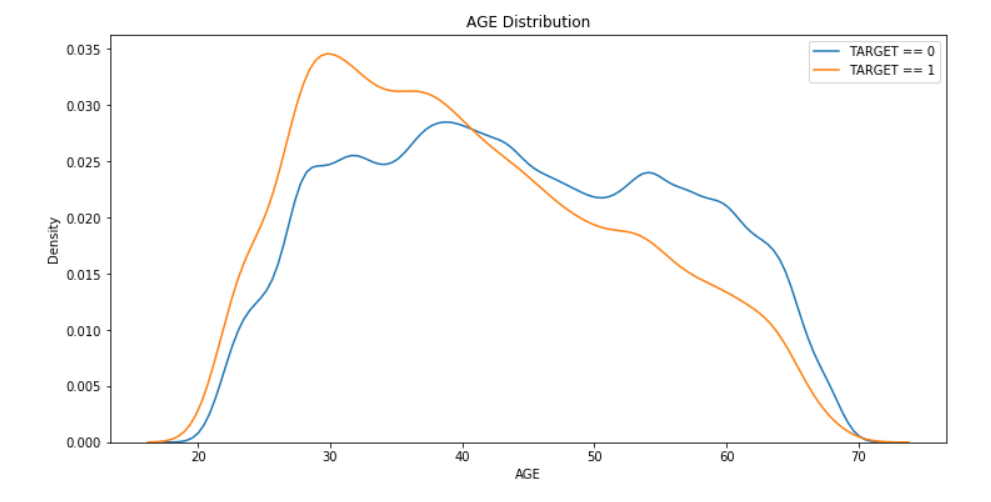 AGE Distribution
TARGET == 0
TARGET == 1
Density
0.035
0.030
0.025
0.020
0.015
0.010
0.005
0.000
20 30 40 50 60 70
AGE